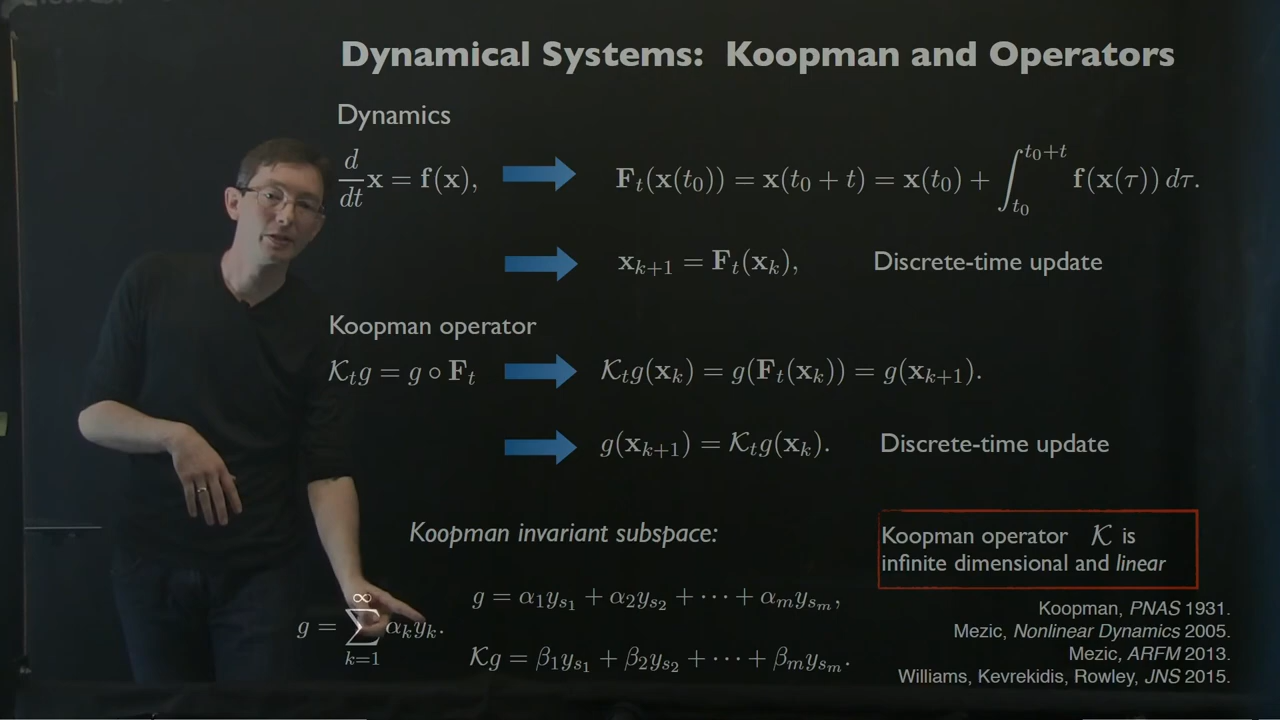 Dynamical Systems: Koopman and Operators
Dynamics
d/dt x = f(x),
F_t(x(t_0)) = x(t_0 + t) = x(t_0) + ∫_{t_0}^{t_0+t} f(x(τ)) dτ.
x_{k+1} = F_t(x_k), Discrete-time update
Koopman operator
𝒦_t g = g ∘ F_t
𝒦_t g(x_k) = g(F_t(x_k)) = g(x_{k+1}).
g(x_{k+1}) = 𝒦_t g(x_k). Discrete-time update
Koopman invariant subspace:
g = ∑_{k=1}^{∞} α_k y_k.
g = α_1 y_{s_1} + α_2 y_{s_2} + ⋯ + α_m y_{s_m},
𝒦g = β_1 y_{s_1} + β_2 y_{s_2} + ⋯ + β_m y_{s_m}.
Koopman operator 𝒦 is
infinite dimensional and linear
Koopman, PNAS 1931.
Mezic, Nonlinear Dynamics 2005.
Mezic, ARFM 2013.
Williams, Kevrekidis, Rowley, JNS 2015.